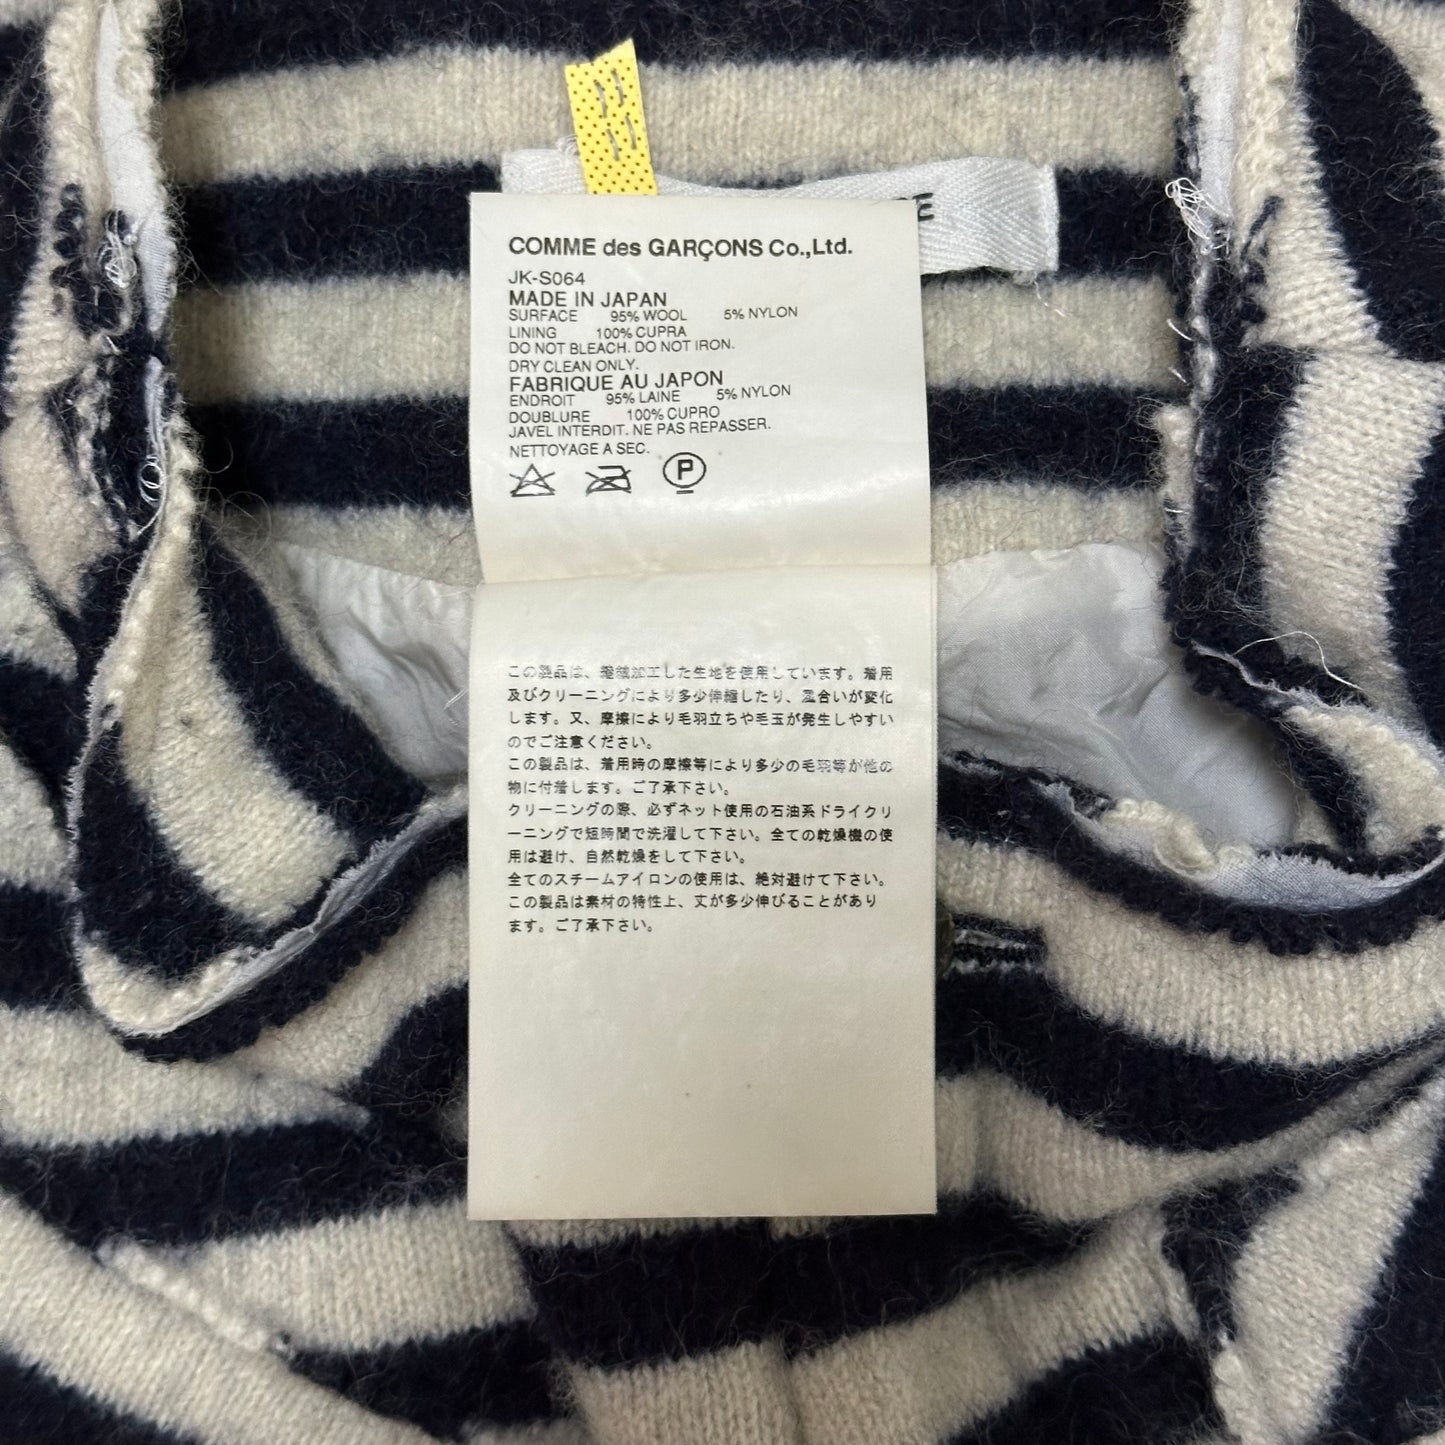 COMME des GARÇONS Co.,Ltd.
JK-S064
MADE IN JAPAN
SURFACE 95% WOOL 5% NYLON
LINING 100% CUPRA
DO NOT BLEACH. DO NOT IRON.
DRY CLEAN ONLY.
FABRIQUE AU JAPON
ENDROIT 95% LAINE 5% NYLON
DOUBLURE 100% CUPRO
JAVEL INTERDIT. NE PAS REPASSER.
NETTOYAGE A SEC.
P
この製品は、縮絨加工した生地を使用しています。着用
及びクリーニングにより多少伸縮したり、風合いが変化
します。又、摩擦により毛羽立ちや毛玉が発生しやすい
のでご注意ください。
この製品は、着用時の摩擦等により多少の毛羽等が他の
物に付着します。ご了承下さい。
クリーニングの際、必ずネット使用の石油系ドライクリ
ーニングで短時間で洗濯して下さい。全ての乾燥機の使
用は避け、自然乾燥をして下さい。
全てのスチームアイロンの使用は、絶対避けて下さい。
この製品は素材の特性上、丈が多少伸びることがあり
ます。ご了承下さい。